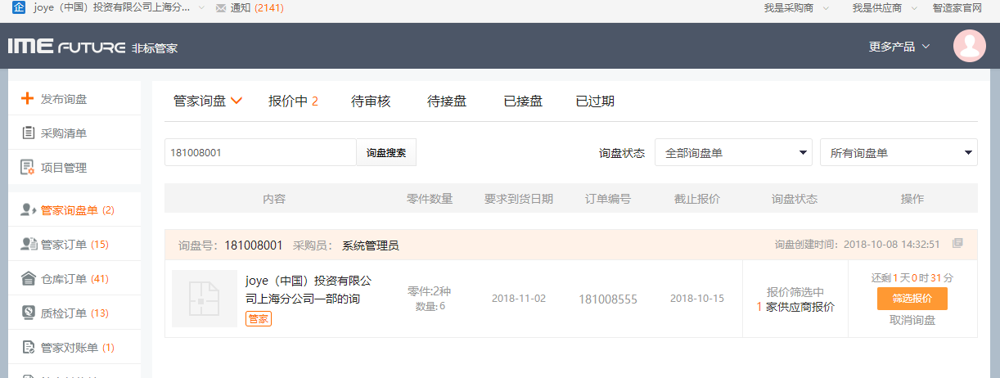 企 joye（中国）投资有限公司上海分... 通知 (2141) 我是采购商 我是供应商 智造家官网
IME FUTURE 非标管家 更多产品
发布询盘
采购清单
项目管理
管家询盘单 (2)
管家订单 (15)
仓库订单 (41)
质检订单 (13)
管家对账单 (1)
管家询盘 报价中 2 待审核 待接盘 已接盘 已过期
181008001 询盘搜索 询盘状态 全部询盘单 所有询盘单
内容 零件数量 要求到货日期 订单编号 截止报价 询盘状态 操作
询盘号： 181008001 采购员： 系统管理员 询盘创建时间：2018-10-08 14:32:51
joye（中国）投资有限公
司上海分公司一部的询
管家
零件:2种
数量: 6
2018-11-02
181008555
2018-10-15
报价筛选中
1 家供应商报价
还剩1天0时31分
筛选报价
取消询盘